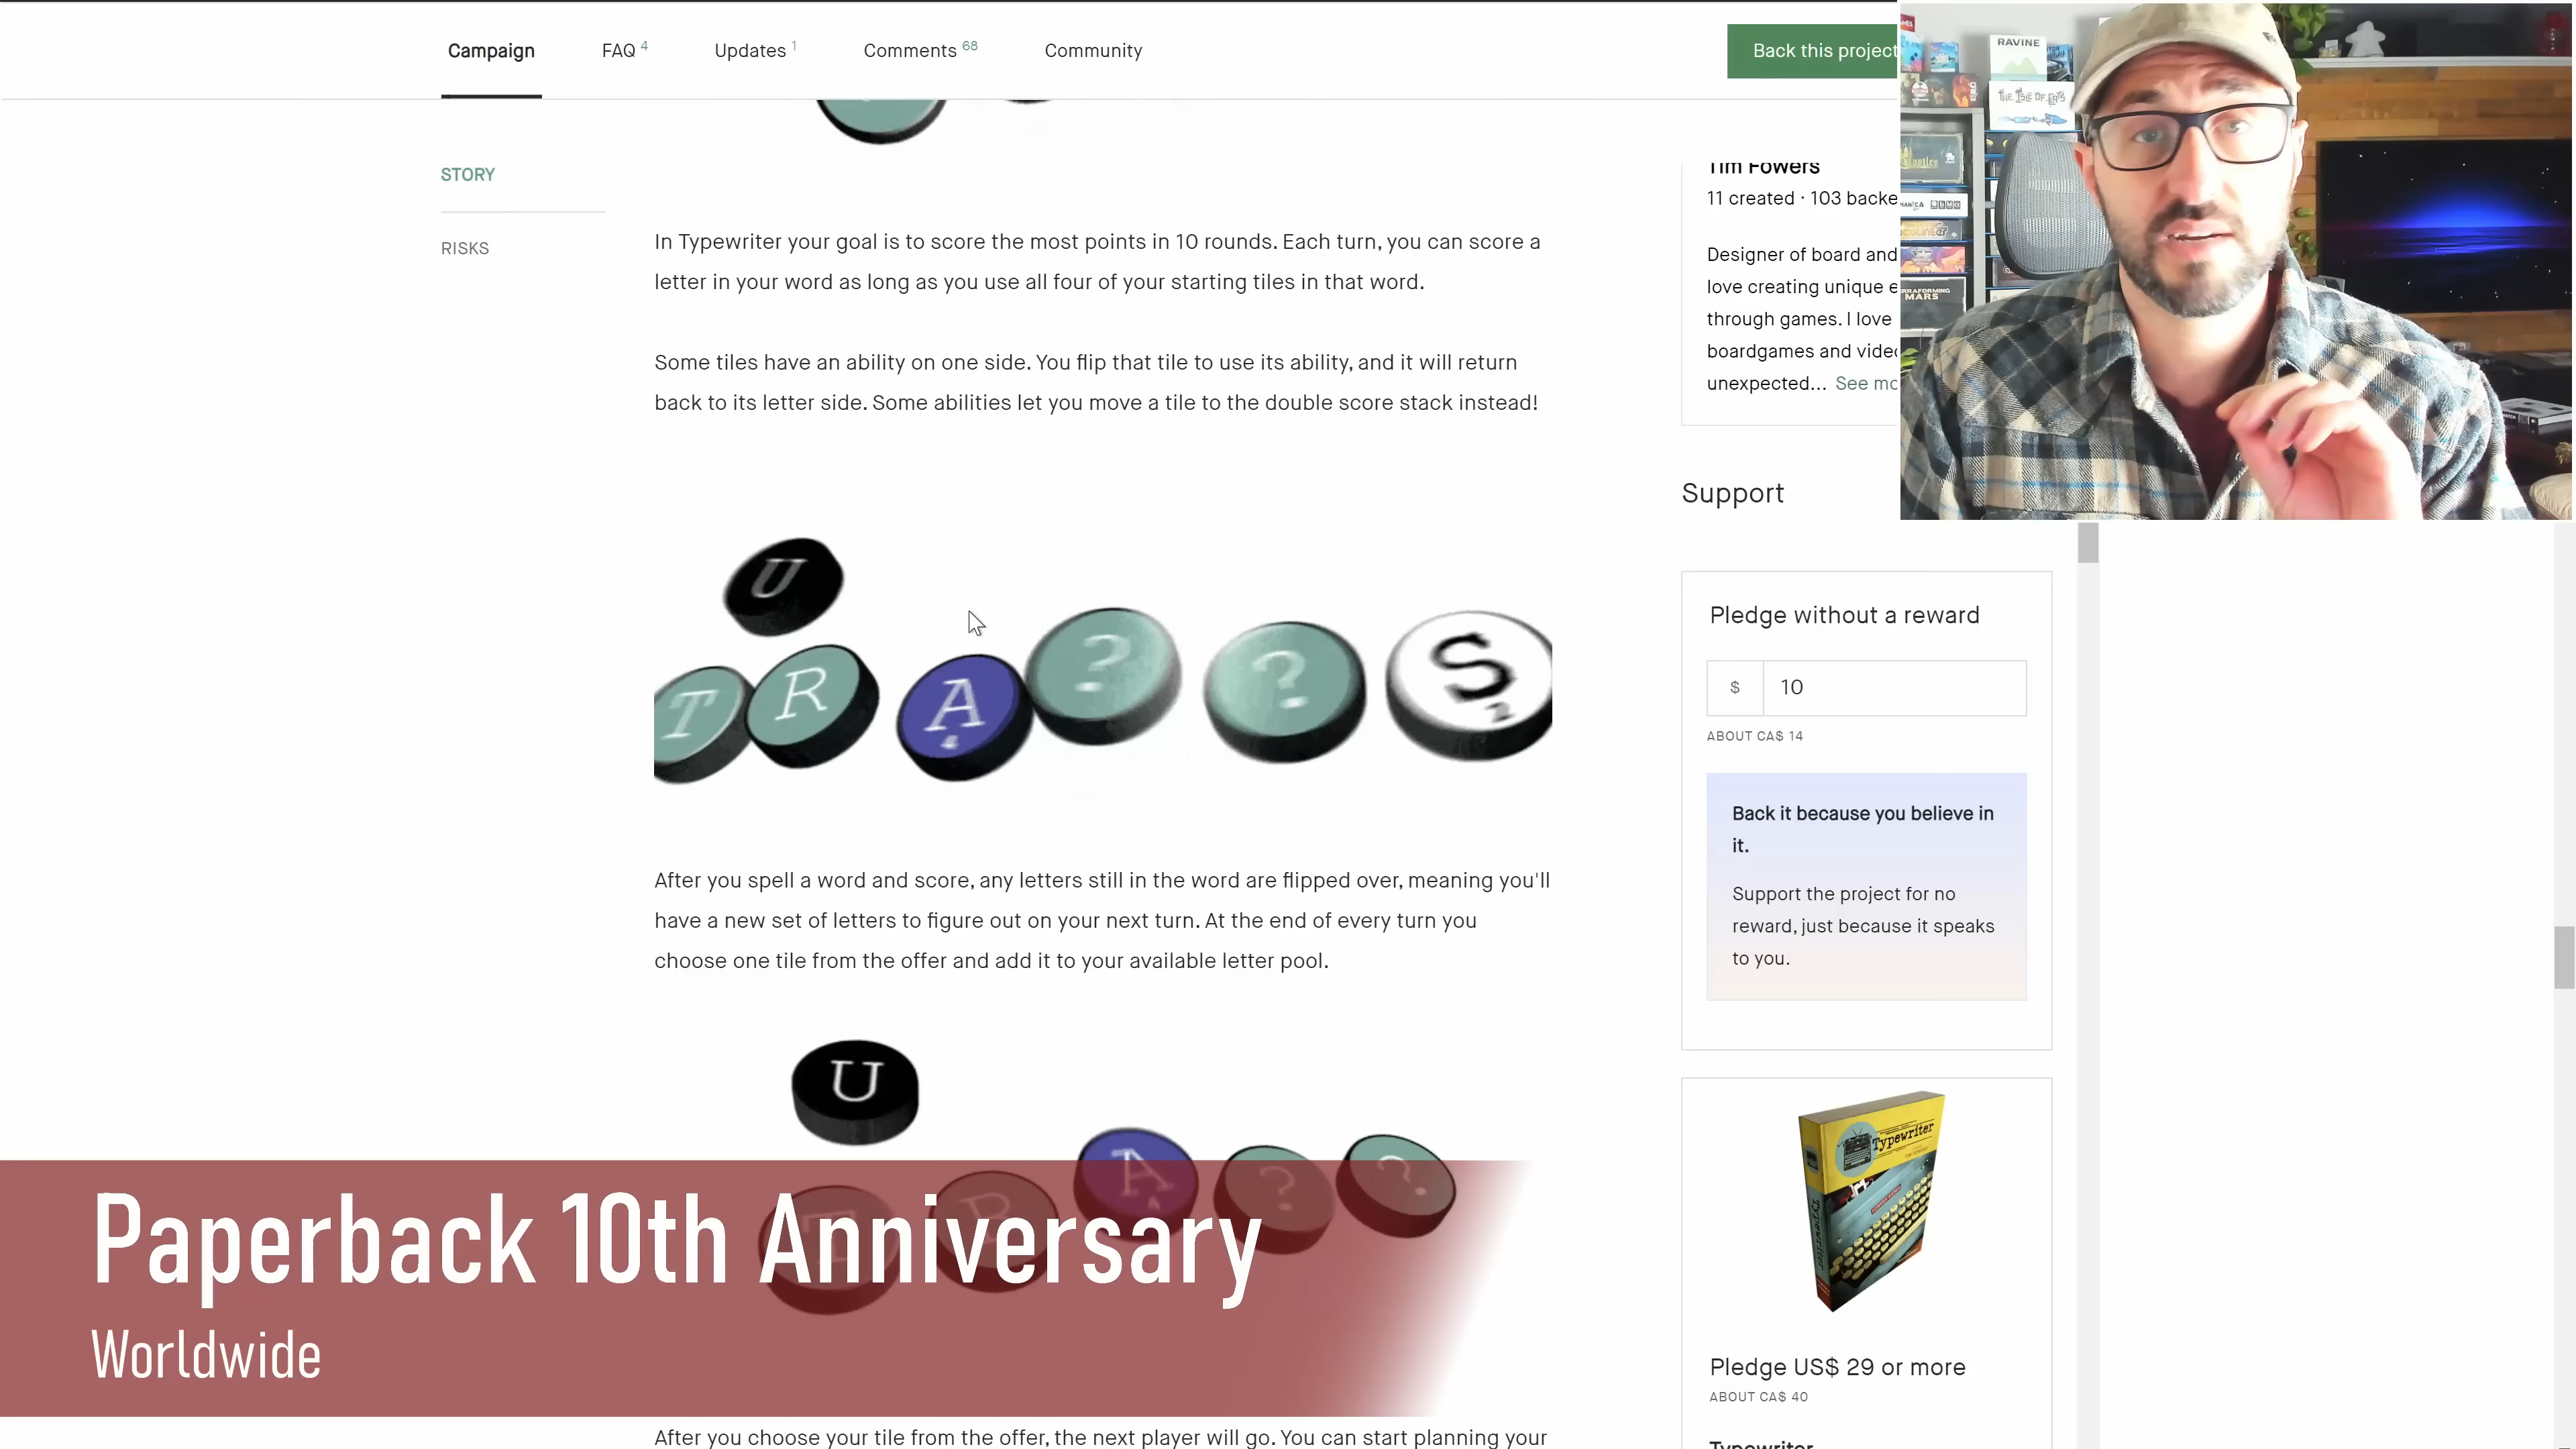 Campaign
FAQ 4
Updates 1
Comments 68
Community
Back this project
STORY
RISKS
In Typewriter your goal is to score the most points in 10 rounds. Each turn, you can score a
letter in your word as long as you use all four of your starting tiles in that word.
Some tiles have an ability on one side. You flip that tile to use its ability, and it will return
back to its letter side. Some abilities let you move a tile to the double score stack instead!
U
T R A ? ? S
2
After you spell a word and score, any letters still in the word are flipped over, meaning you'll
have a new set of letters to figure out on your next turn. At the end of every turn you
choose one tile from the offer and add it to your available letter pool.
U
T R A ? ?
Paperback 10th Anniversary
Worldwide
After you choose your tile from the offer, the next player will go. You can start planning your
Tim Fowers
11 created · 103 backe
Designer of board and
love creating unique e
through games. I love
boardgames and vide
unexpected... See mo
Support
Pledge without a reward
$ 10
ABOUT CA$ 14
Back it because you believe in
it.
Support the project for no
reward, just because it speaks
to you.
Typewriter
Pledge US$ 29 or more
ABOUT CA$ 40
Typewriter
RAVINE
THE ISLE OF CATS
TERRAFORMING
MARS